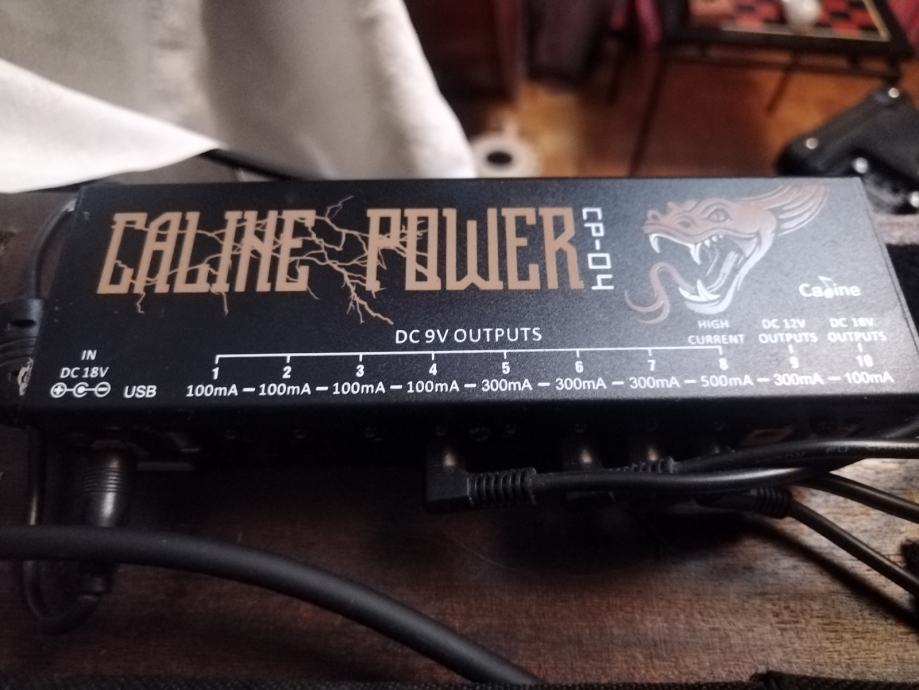 CALINE POWER CP-04
Caline
DC 9V OUTPUTS
HIGH CURRENT
DC 12V OUTPUTS
DC 18V OUTPUTS
IN
DC 18V
USB
1 2 3 4 5 6 7 8 9 10
100mA – 100mA – 100mA – 100mA – 300mA – 300mA – 300mA – 500mA – 300mA – 100mA